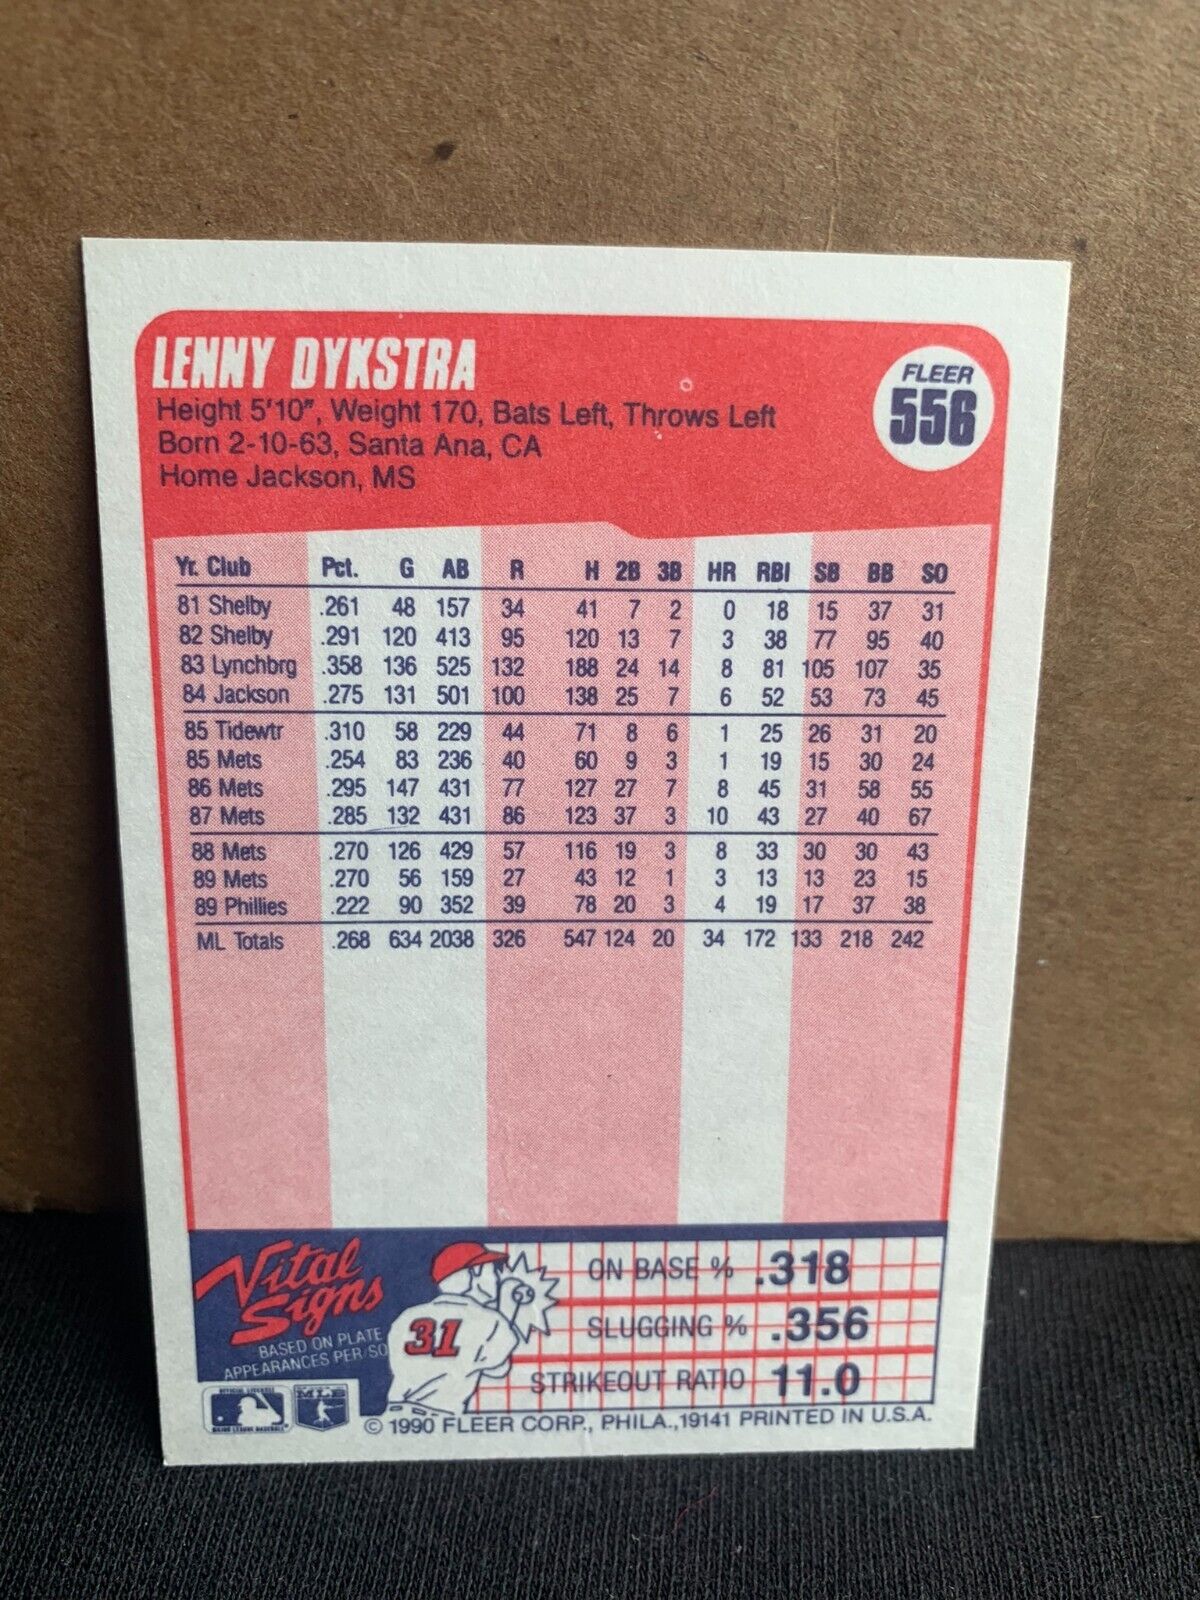 LENNY DYKSTRA
Height 5'10", Weight 170, Bats Left, Throws Left
Born 2-10-63, Santa Ana, CA
Home Jackson, MS
FLEER
556
Yr. Club Pct. G AB R H 2B 3B HR RBI SB BB SO
81 Shelby .261 48 157 34 41 7 2 0 18 15 37 31
82 Shelby .291 120 413 95 120 13 7 3 38 77 95 40
83 Lynchbrg .358 136 525 132 188 24 14 8 81 105 107 35
84 Jackson .275 131 501 100 138 25 7 6 52 53 73 45
85 Tidewtr .310 58 229 44 71 8 6 1 25 26 31 20
85 Mets .254 83 236 40 60 9 3 1 19 15 30 24
86 Mets .295 147 431 77 127 27 7 8 45 31 58 55
87 Mets .285 132 431 86 123 37 3 10 43 27 40 67
88 Mets .270 126 429 57 116 19 3 8 33 30 30 43
89 Mets .270 56 159 27 43 12 1 3 13 13 23 15
89 Phillies .222 90 352 39 78 20 3 4 19 17 37 38
ML Totals .268 634 2038 326 547 124 20 34 172 133 218 242
Vital
Signs
BASED ON PLATE
APPEARANCES PER/SO
31
ON BASE % .318
SLUGGING % .356
STRIKEOUT RATIO 11.0
OFFICIAL LICENSEE
MAJOR LEAGUE BASEBALL
© 1990 FLEER CORP., PHILA., 19141 PRINTED IN U.S.A.